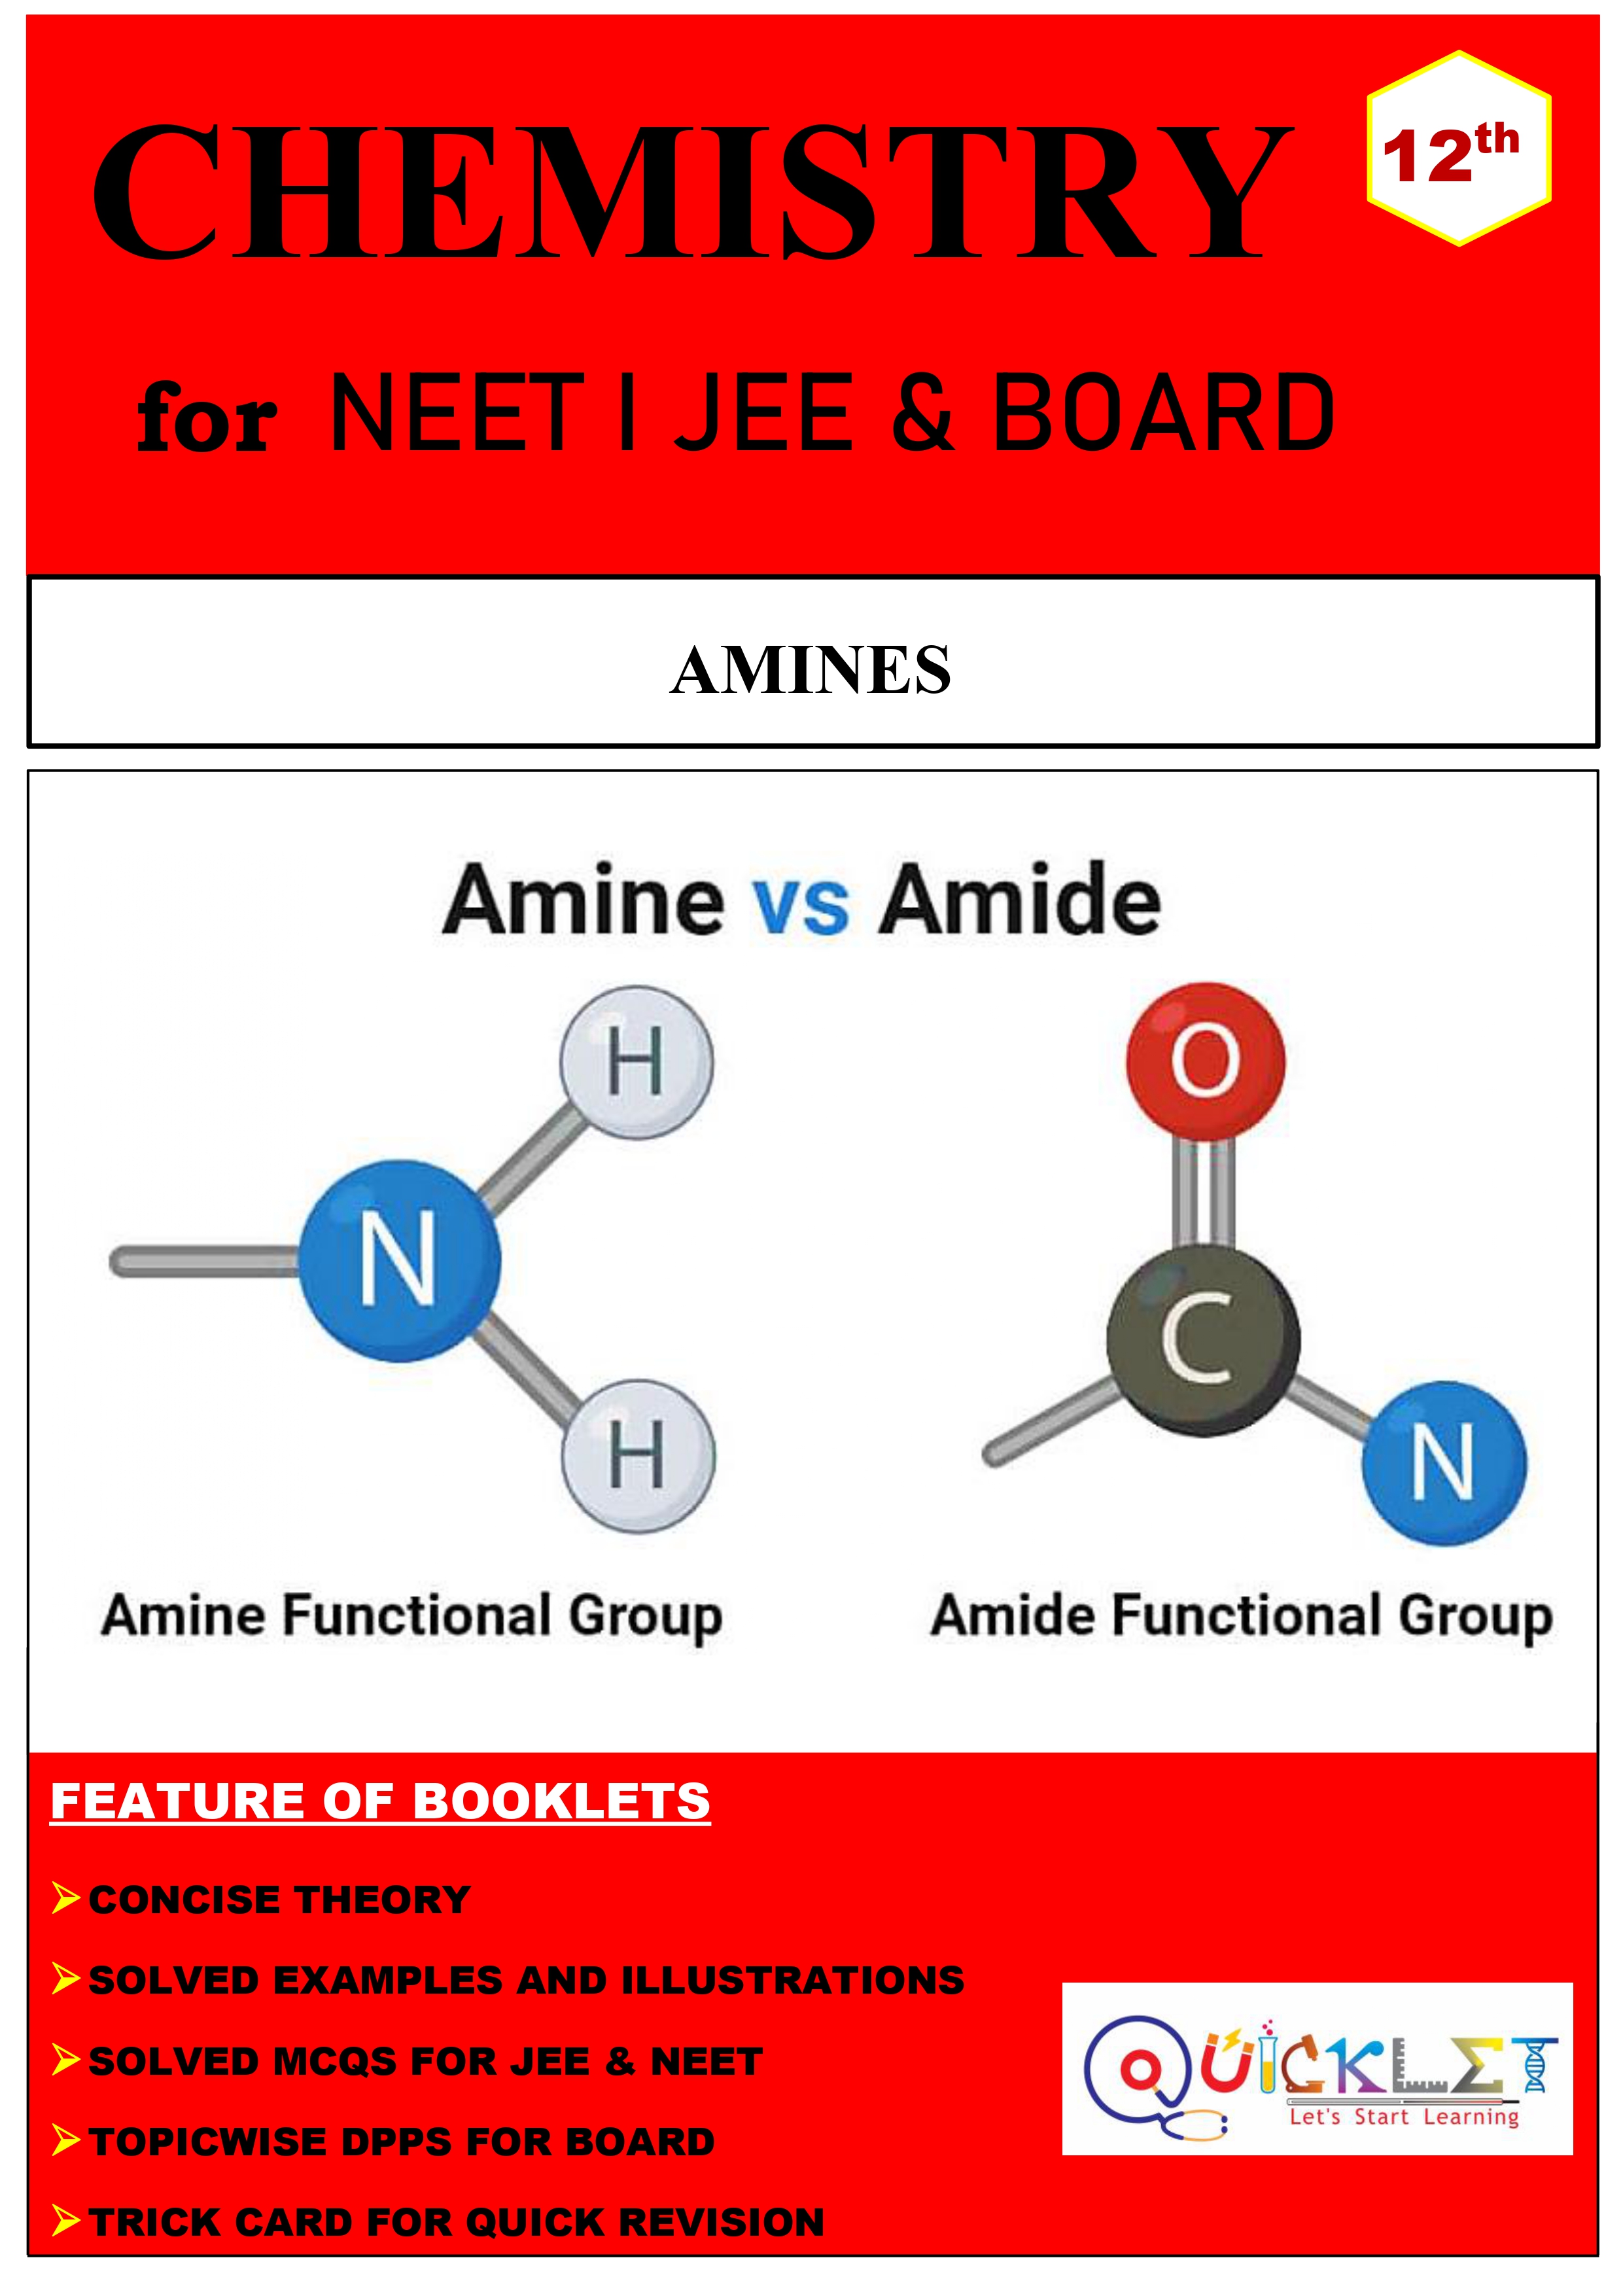 CHEMISTRY
12th
for NEET I JEE & BOARD
AMINES
Amine vs Amide
H
O
N
C
H
N
Amine Functional Group
Amide Functional Group
FEATURE OF BOOKLETS
CONCISE THEORY
SOLVED EXAMPLES AND ILLUSTRATIONS
SOLVED MCQS FOR JEE & NEET
TOPICWISE DPPS FOR BOARD
TRICK CARD FOR QUICK REVISION
QUICKLET
Let's Start Learning